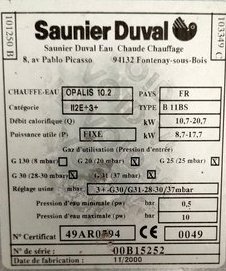 101250 B
103349 C
Saunier Duval
Saunier Duval Eau Chaude Chauffage
8, av Pablo Picasso 94132 Fontenay-sous-Bois
CHAUFFE-EAU OPALIS 10.2 PAYS FR
Catégorie II2E+3+ TYPE B 11BS
Débit calorifique (Q) kW 10,7-20,7
Puissance utile (P) FIXE kW 8,7-17,7
Gaz d'utilisation (Pression d'entrée)
G 130 (8 mbar) G 20 (20 mbar) G 25 (25 mbar)
G 30 (28-30 mbar) G 31 (37 mbar)
Réglage usine mbar 3+-G30/G31-28-30/37mbar
Pression d'eau minimale (pw) bar 0,5
Pression d'eau maximale (pw) bar 10
N° Certificat 49AR0794 CE 0049
N° de série : 00B15252
Date de fabrication : 11/2000